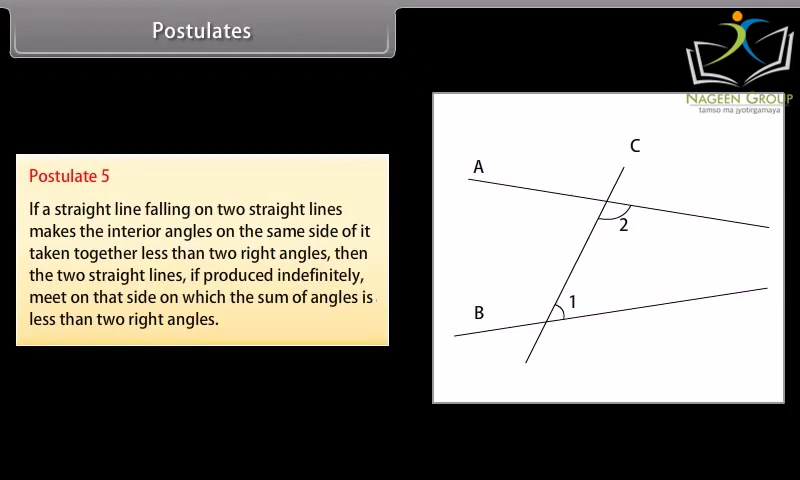 Postulates
NAGEEN GROUP
tamso ma jyotirgamaya
Postulate 5
If a straight line falling on two straight lines
makes the interior angles on the same side of it
taken together less than two right angles, then
the two straight lines, if produced indefinitely,
meet on that side on which the sum of angles is
less than two right angles.
C
A
2
1
B